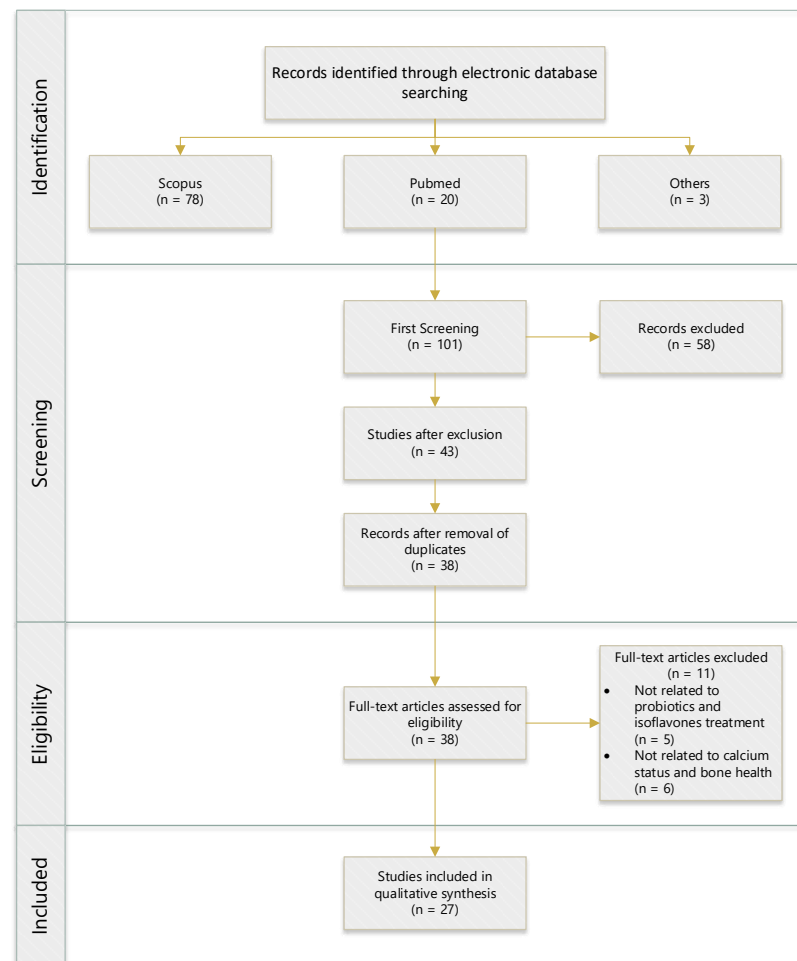 Identification
Records identified through electronic database
searching
Scopus
(n = 78)
Pubmed
(n = 20)
Others
(n = 3)
Screening
First Screening
(n = 101)
Records excluded
(n = 58)
Studies after exclusion
(n = 43)
Records after removal of
duplicates
(n = 38)
Eligibility
Full-text articles assessed for
eligibility
(n = 38)
Full-text articles excluded
(n = 11)
• Not related to
probiotics and
isoflavones treatment
(n = 5)
• Not related to calcium
status and bone health
(n = 6)
Included
Studies included in
qualitative synthesis
(n = 27)